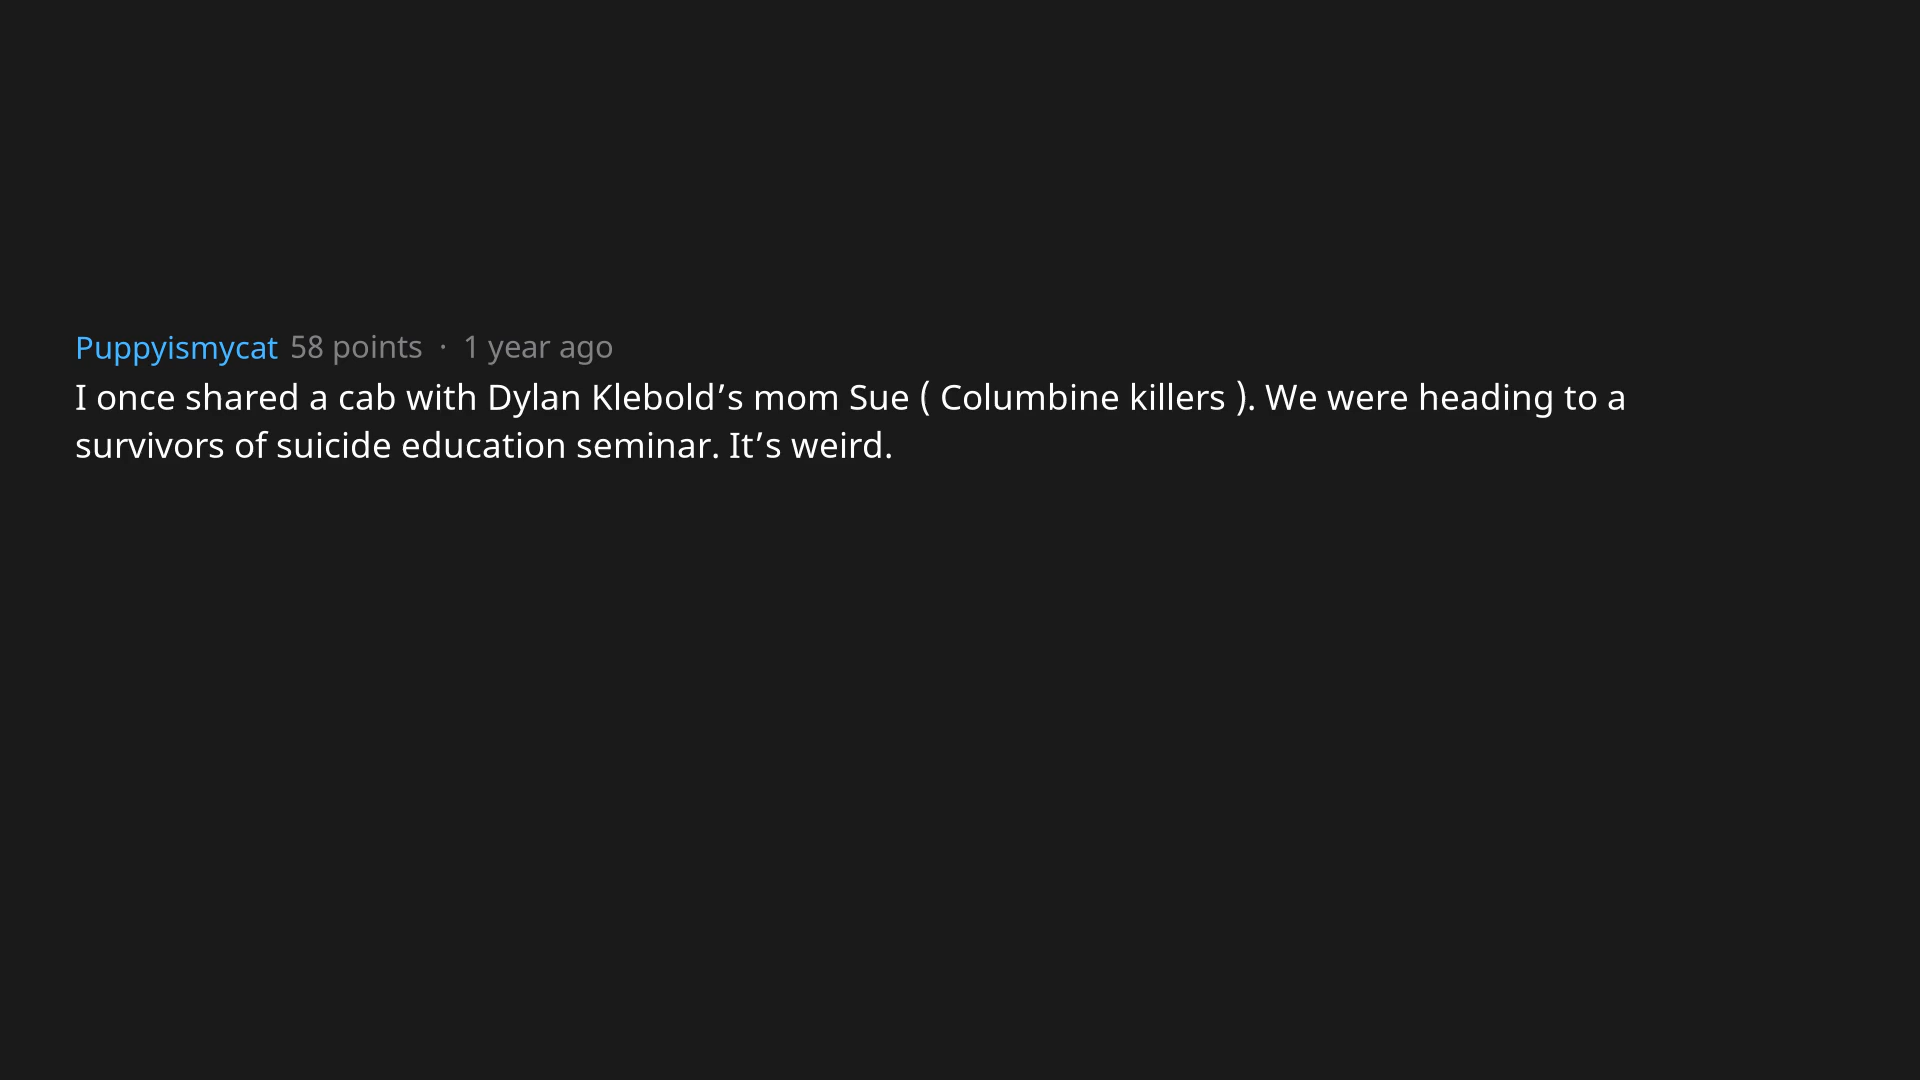 Puppyismycat 58 points · 1 year ago
I once shared a cab with Dylan Klebold’s mom Sue ( Columbine killers ). We were heading to a
survivors of suicide education seminar. It’s weird.